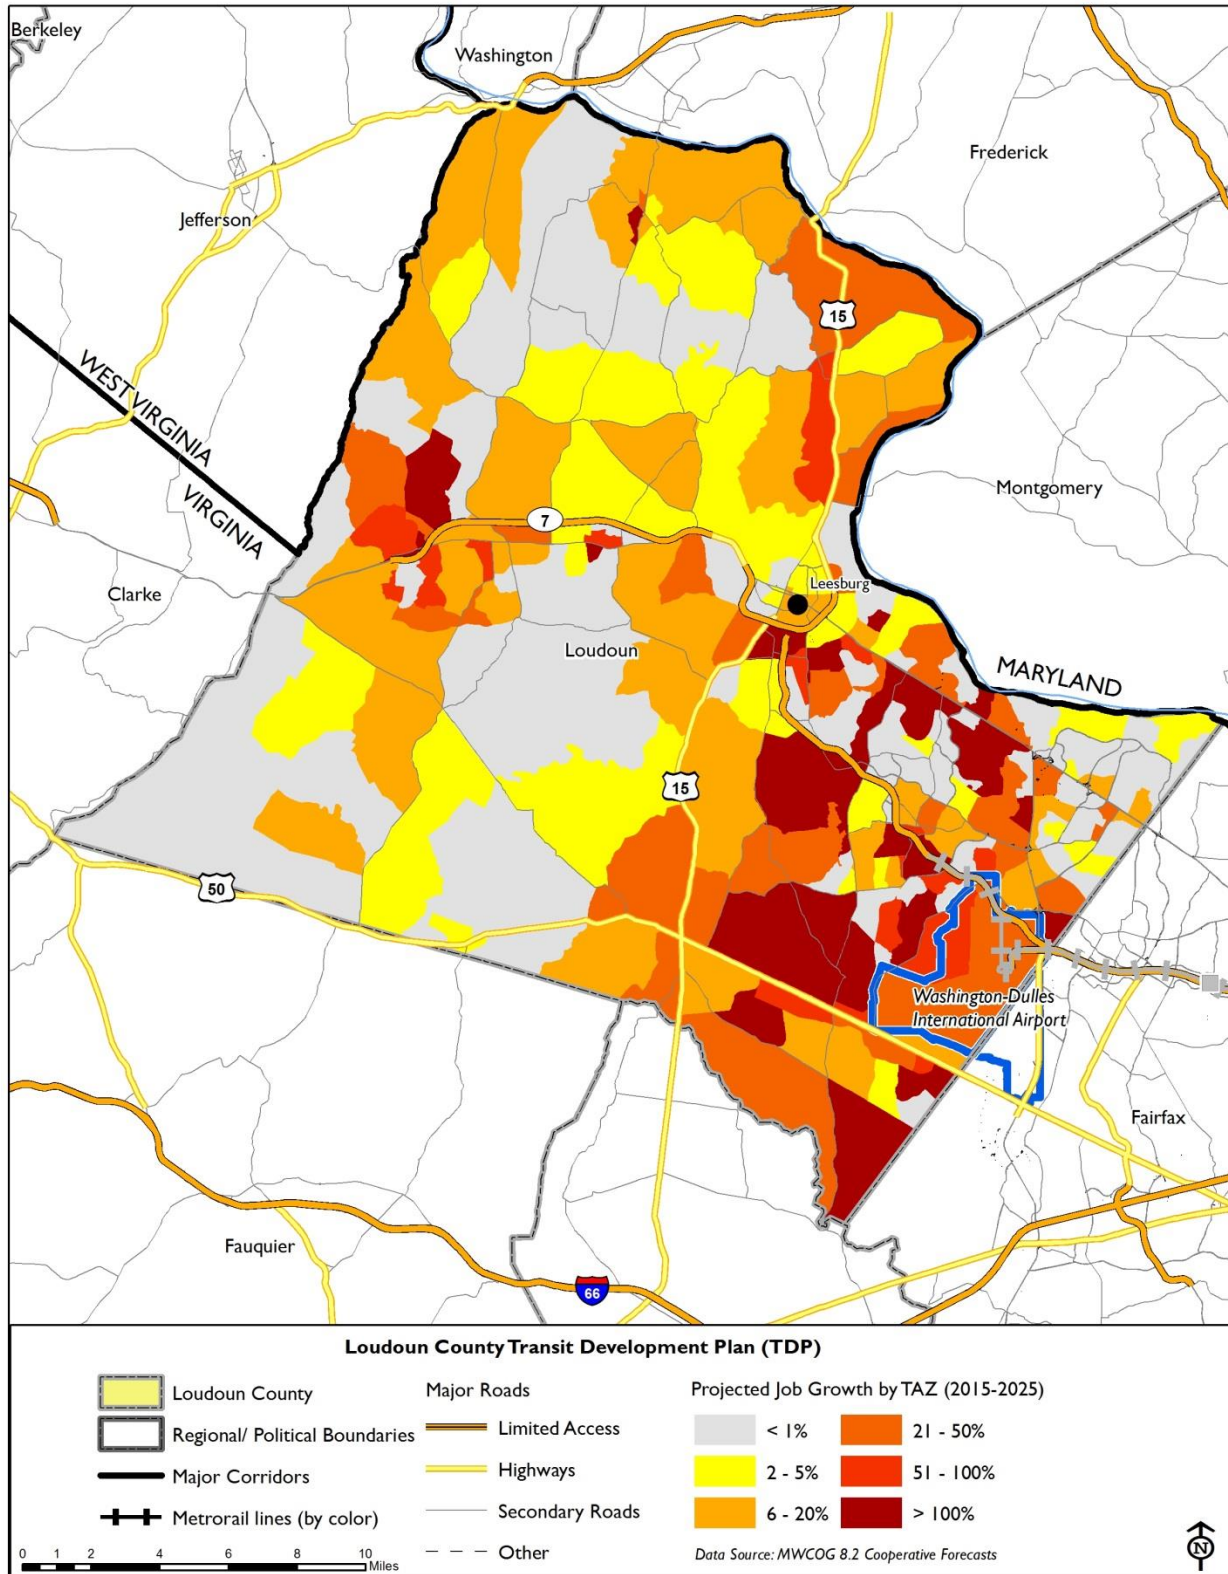 Berkeley
Washington
Frederick
Jefferson
15
WEST VIRGINIA
VIRGINIA
Montgomery
7
Clarke
Leesburg
Loudoun
MARYLAND
15
50
Washington-Dulles
International Airport
Fairfax
Fauquier
66
Loudoun County Transit Development Plan (TDP)
Loudoun County
Regional/ Political Boundaries
Major Corridors
Metrorail lines (by color)
0 1 2 4 6 8 10
Miles
Major Roads
Limited Access
Highways
Secondary Roads
Other
Projected Job Growth by TAZ (2015-2025)
< 1%
2 - 5%
6 - 20%
21 - 50%
51 - 100%
> 100%
Data Source: MWCOG 8.2 Cooperative Forecasts
N